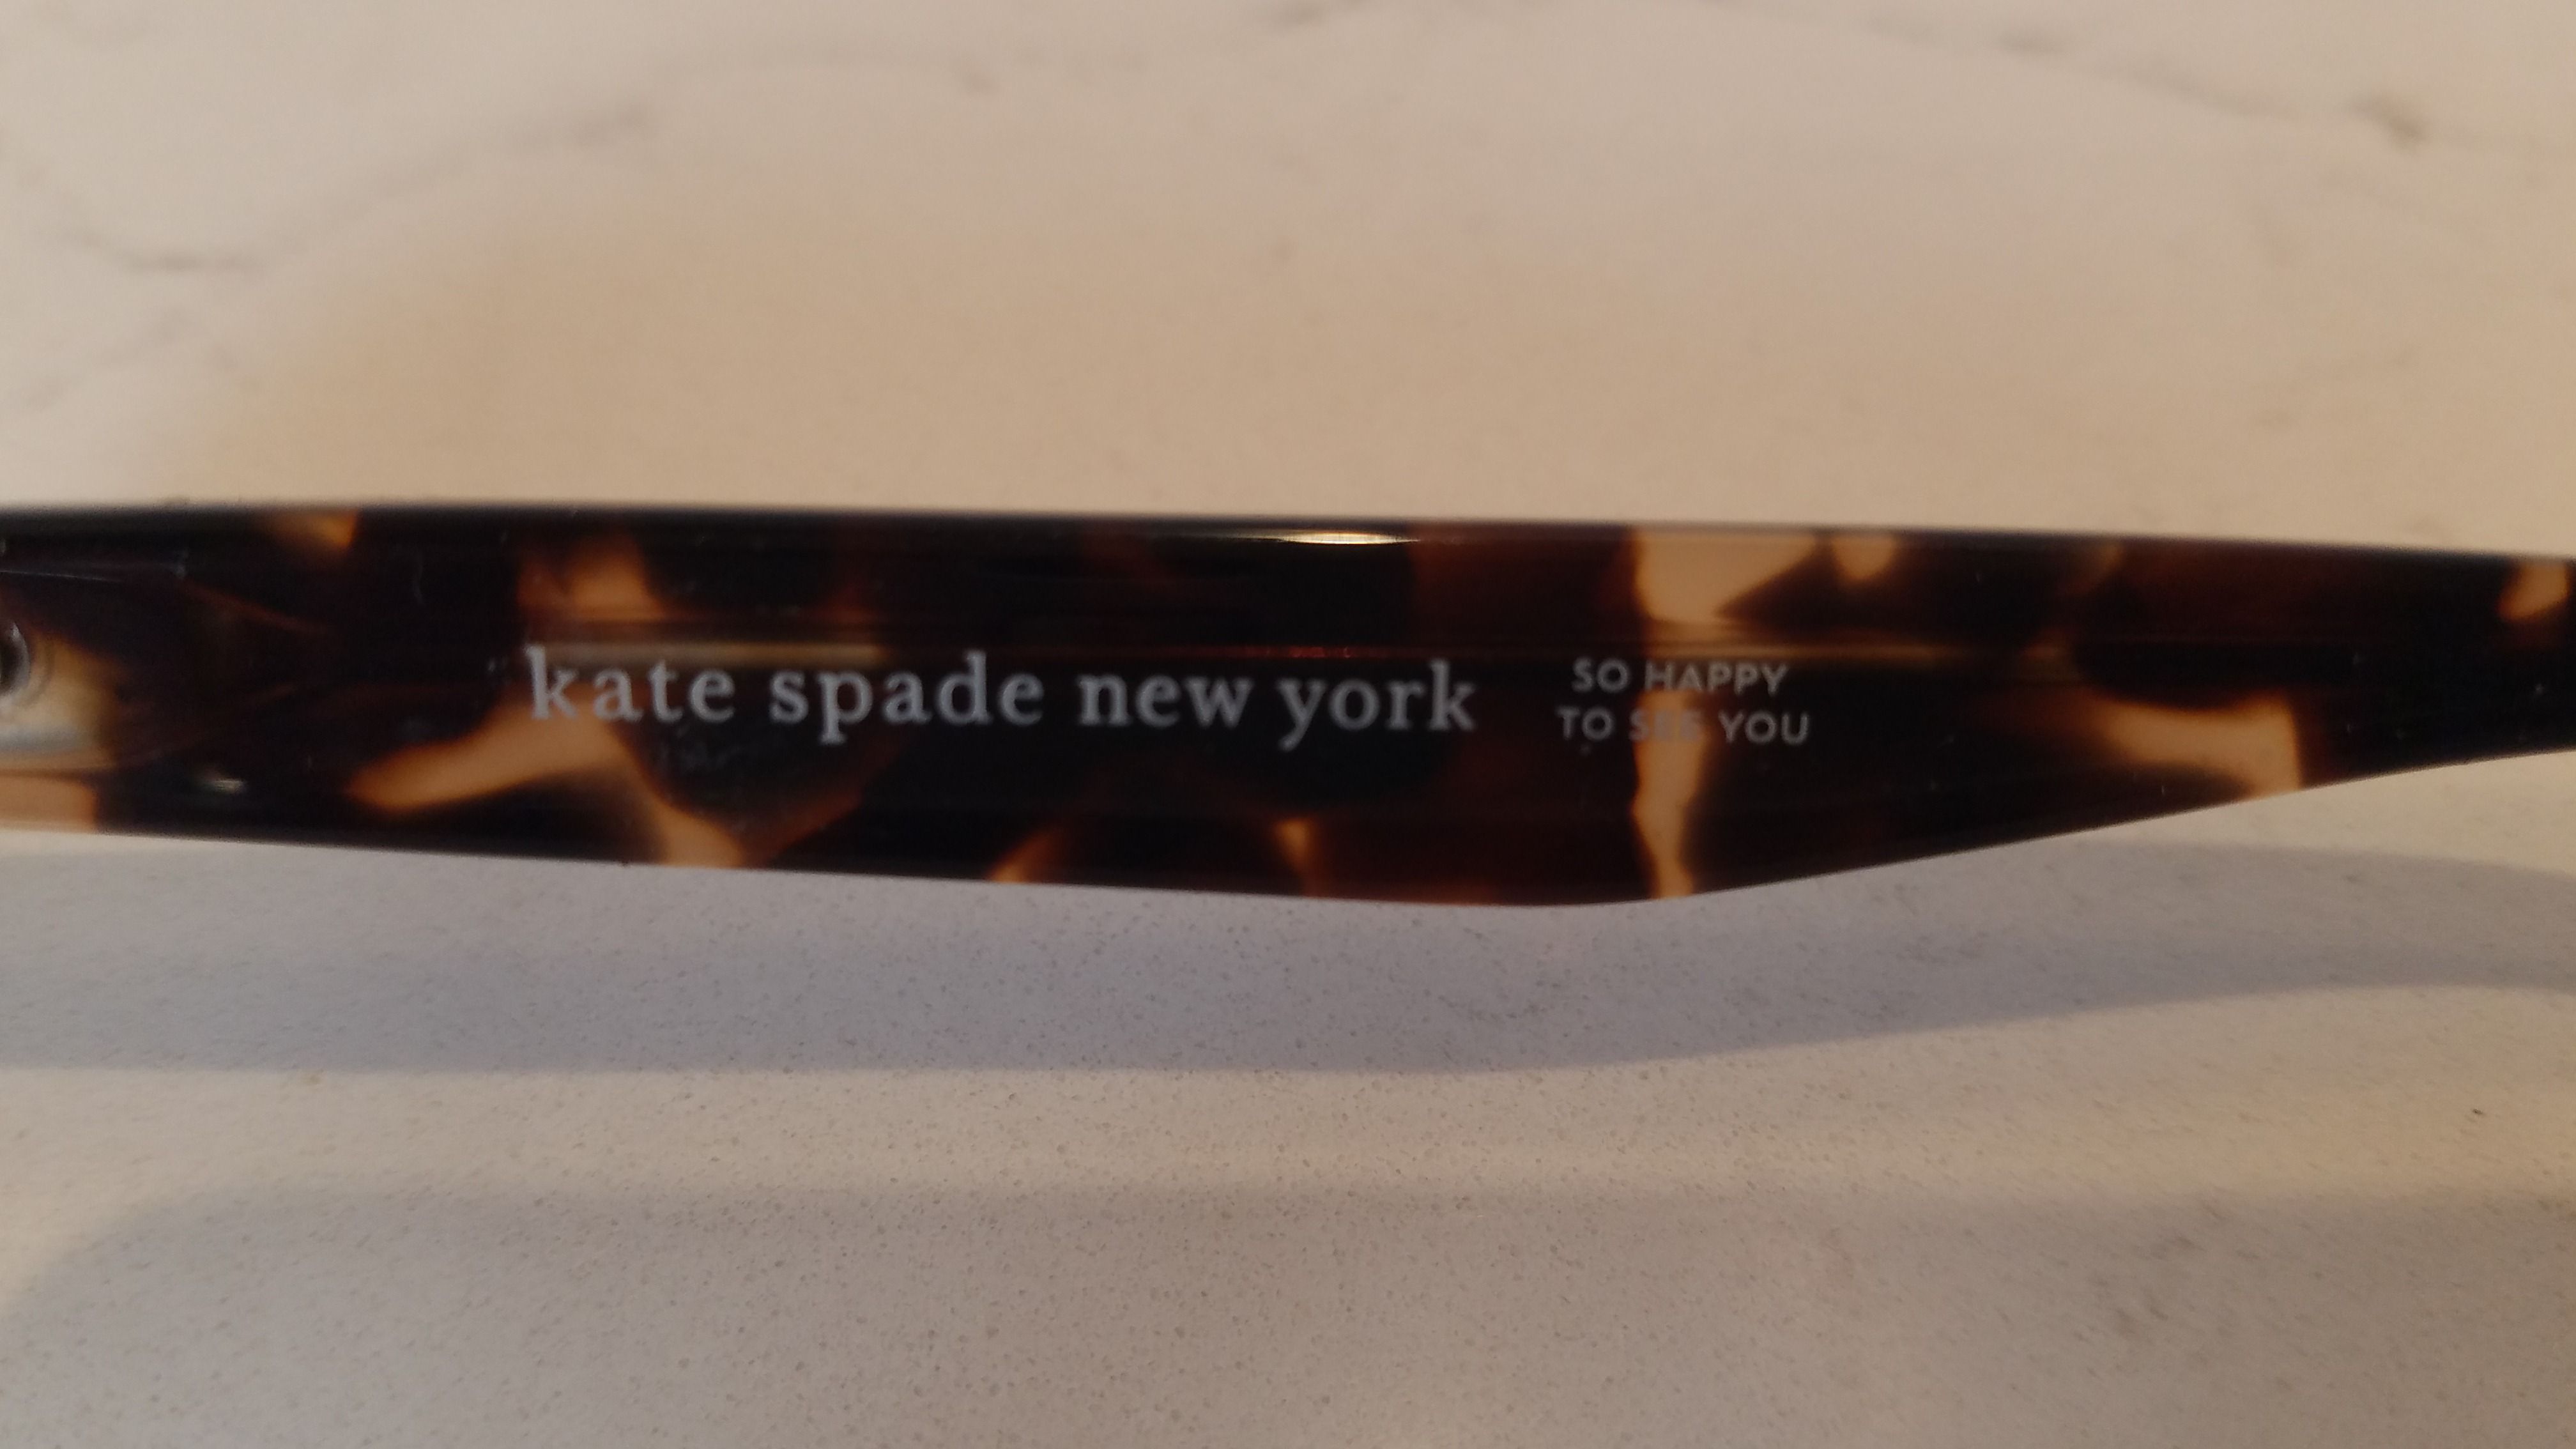 kate spade new york
SO HAPPY
TO SEE YOU